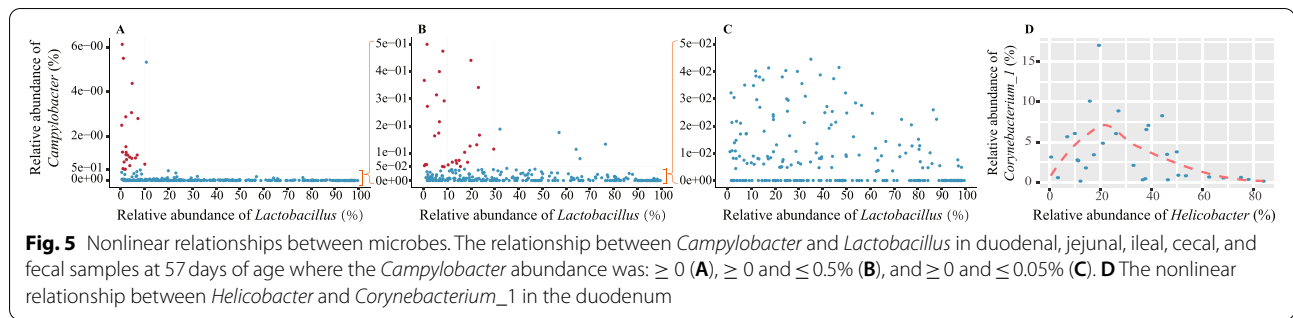 A
B
C
D
Relative abundance of
Campylobacter (%)
6e−00
4e−00
2e−00
5e−01
0e+00
0 10 20 30 40 50 60 70 80 90 100
Relative abundance of Lactobacillus (%)
5e−01
4e−01
3e−01
2e−01
1e−01
5e−02
0e+00
0 10 20 30 40 50 60 70 80 90 100
Relative abundance of Lactobacillus (%)
5e−02
4e−02
3e−02
2e−02
1e−02
0e+00
0 10 20 30 40 50 60 70 80 90 100
Relative abundance of Lactobacillus (%)
Relative abundance of
Corynebacterium_1 (%)
15
10
5
0
0 20 40 60 80
Relative abundance of Helicobacter (%)
Fig. 5 Nonlinear relationships between microbes. The relationship between Campylobacter and Lactobacillus in duodenal, jejunal, ileal, cecal, and
fecal samples at 57 days of age where the Campylobacter abundance was: ≥ 0 (A), ≥ 0 and ≤ 0.5% (B), and ≥ 0 and ≤ 0.05% (C). D The nonlinear
relationship between Helicobacter and Corynebacterium_1 in the duodenum